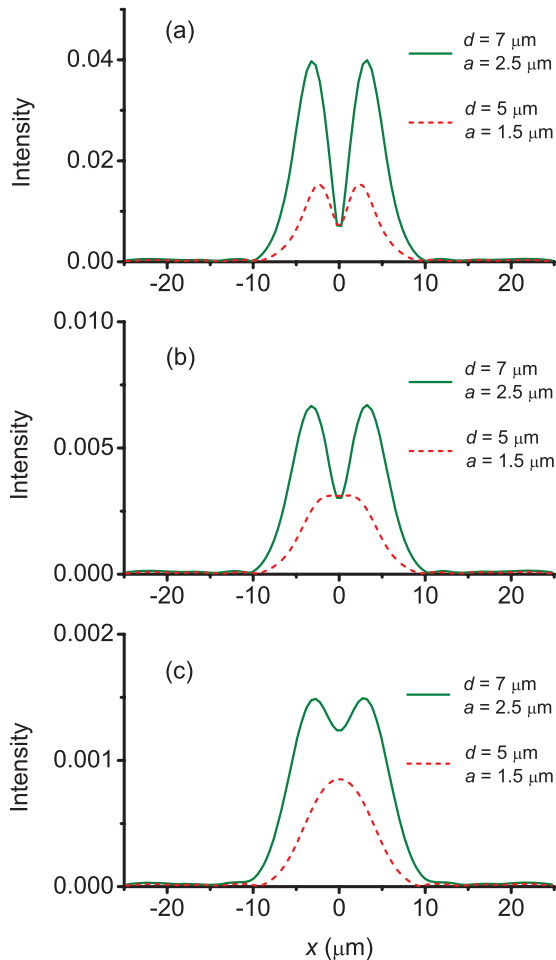 (a)
d = 7 μm
a = 2.5 μm
d = 5 μm
a = 1.5 μm
Intensity
0.04
0.02
0.00
-20
-10
0
10
20
(b)
d = 7 μm
a = 2.5 μm
d = 5 μm
a = 1.5 μm
Intensity
0.010
0.005
0.000
-20
-10
0
10
20
(c)
d = 7 μm
a = 2.5 μm
d = 5 μm
a = 1.5 μm
Intensity
0.002
0.001
0.000
-20
-10
0
10
20
x (μm)